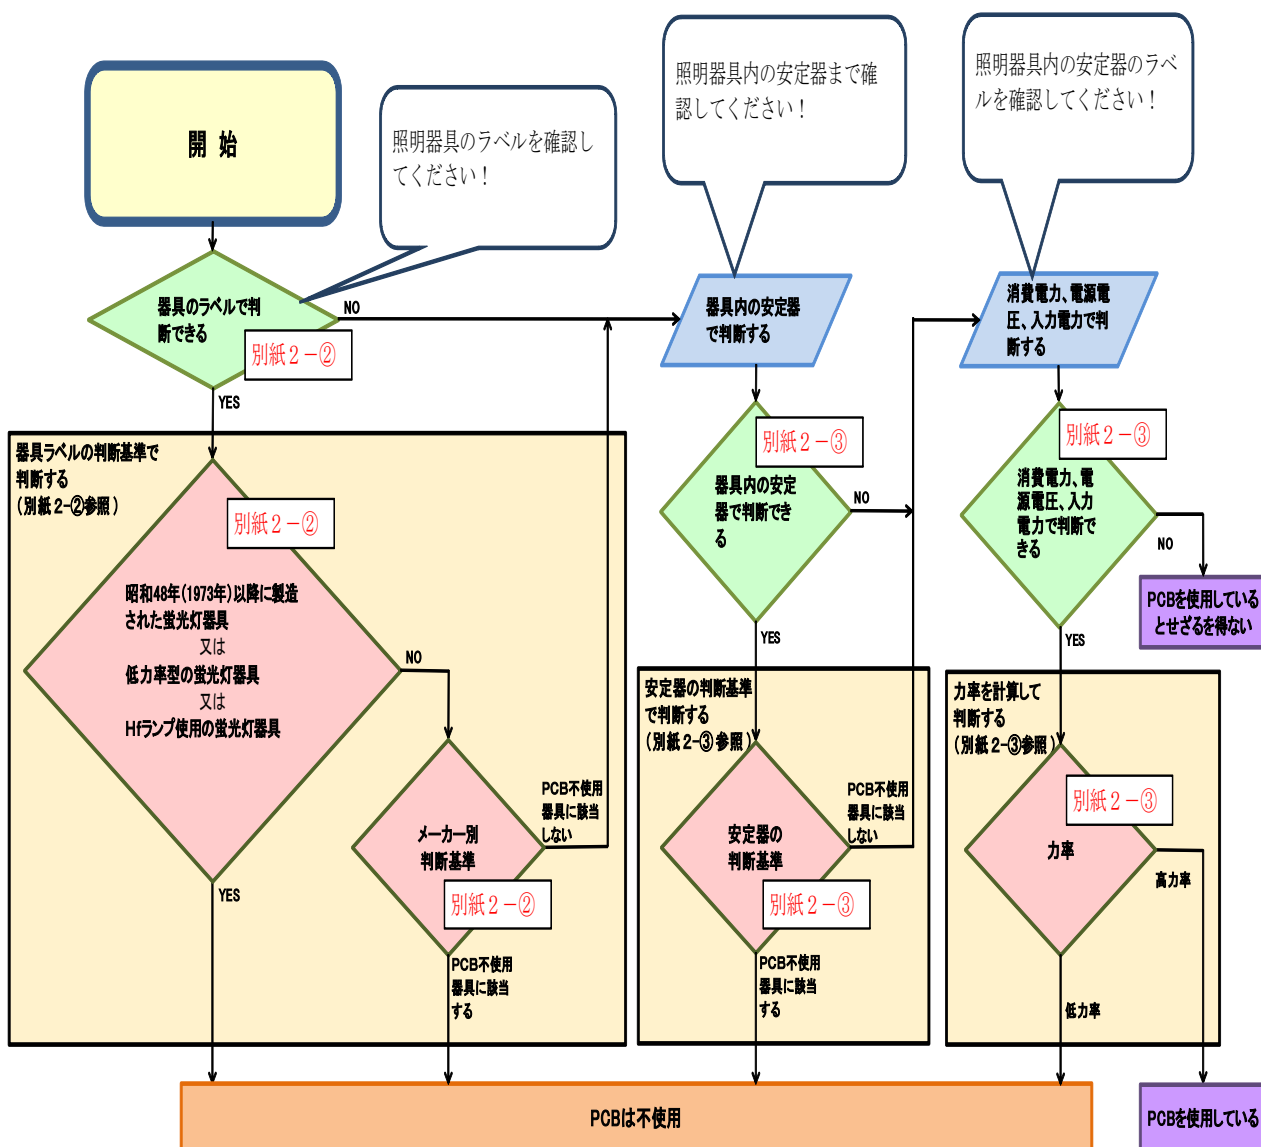 開 始
照明器具のラベルを確認し
てください！
照明器具内の安定器まで確
認してください！
照明器具内の安定器のラベ
ルを確認してください！
器具のラベルで判
断できる
別紙２－②
NO
YES
器具内の安定器
で判断する
消費電力、電源電
圧、入力電力で判
断する
器具ラベルの判断基準で
判断する
（別紙２-②参照）
別紙２－②
昭和48年(1973年)以降に製造
された蛍光灯器具
又は
低力率型の蛍光灯器具
又は
Hfランプ使用の蛍光灯器具
NO
YES
メーカー別
判断基準
別紙２－②
PCB不使用
器具に該当
しない
PCB不使用
器具に該当
する
別紙２－③
器具内の安定
器で判断でき
る
NO
YES
安定器の判断基準
で判断する
（別紙２-③参照）
安定器の
判断基準
別紙２－③
PCB不使用
器具に該当
しない
PCB不使用
器具に該当
する
別紙２－③
消費電力、電
源電圧、入力
電力で判断で
きる
NO
YES
PCBを使用している
とせざるを得ない
力率を計算して
判断する
（別紙２-③参照）
別紙２－③
力率
高力率
低力率
PCBは不使用
PCBを使用している